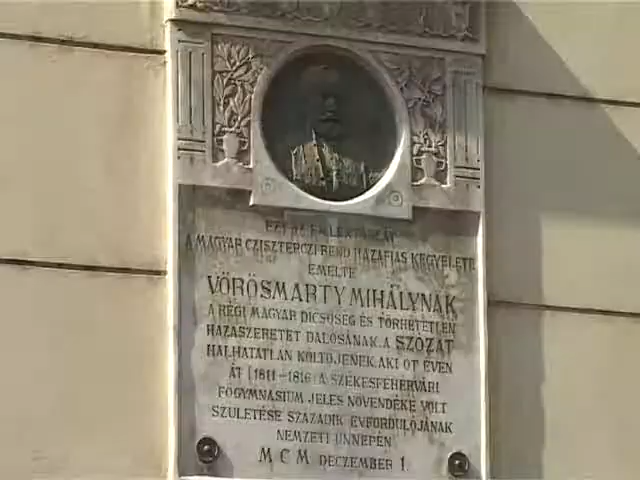 EZT AZ EMLÉKTÁBLÁT
A MAGYAR CZISZTERCZI REND HAZAFIAS KEGYELETE
EMELTE
VÖRÖSMARTY MIHÁLYNAK
A RÉGI MAGYAR DICSŐSÉG ÉS TÖRHETETLEN
HAZASZERETET DALOSÁNAK, A SZÓZAT
HALHATATLAN KÖLTŐJÉNEK, AKI ÖT ÉVEN
ÁT (1811-1816) A SZÉKESFEHÉRVÁRI
FŐGYMNASIUM JELES NÖVENDÉKE VOLT
SZÜLETÉSE SZÁZADIK ÉVFORDULÓJÁNAK
NEMZETI ÜNNEPÉN
MCM DECZEMBER 1.